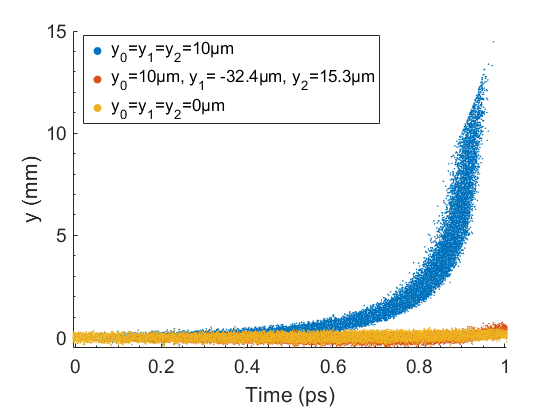 y0=y1=y2=10µm
y0=10µm, y1= -32.4µm, y2=15.3µm
y0=y1=y2=0µm
15
10
5
0
y (mm)
0 0.2 0.4 0.6 0.8 1
Time (ps)